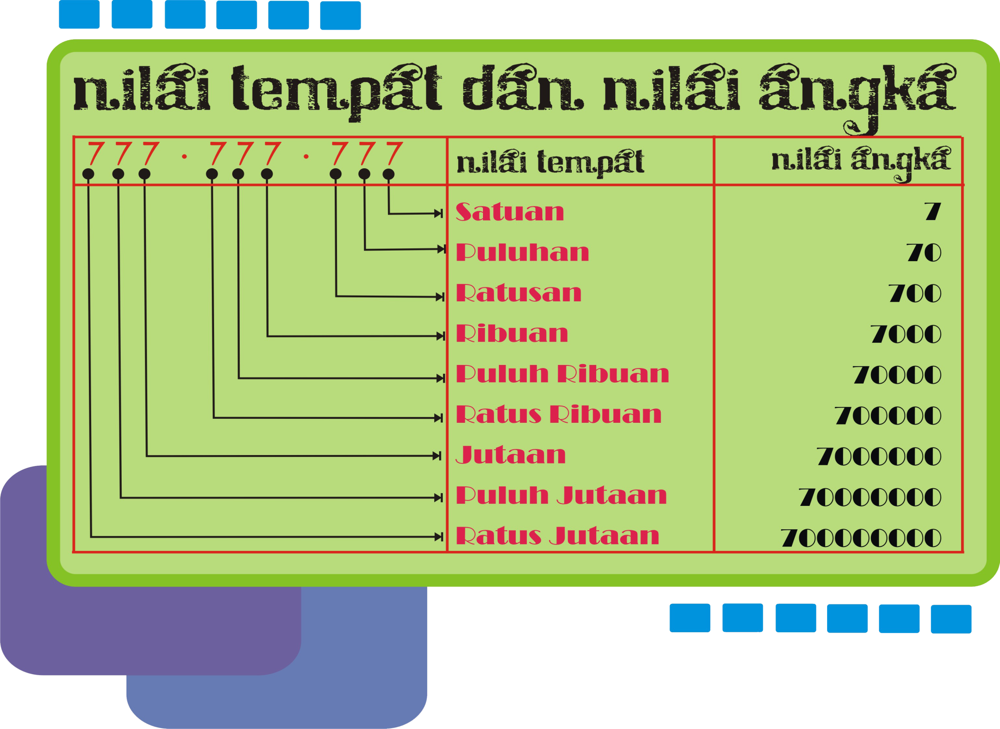 nilai tempat dan nilai angka
777.777.777 nilai tempat nilai angka
Satuan 7
Puluhan 70
Ratusan 700
Ribuan 7000
Puluh Ribuan 70000
Ratus Ribuan 700000
Jutaan 7000000
Puluh Jutaan 70000000
Ratus Jutaan 700000000